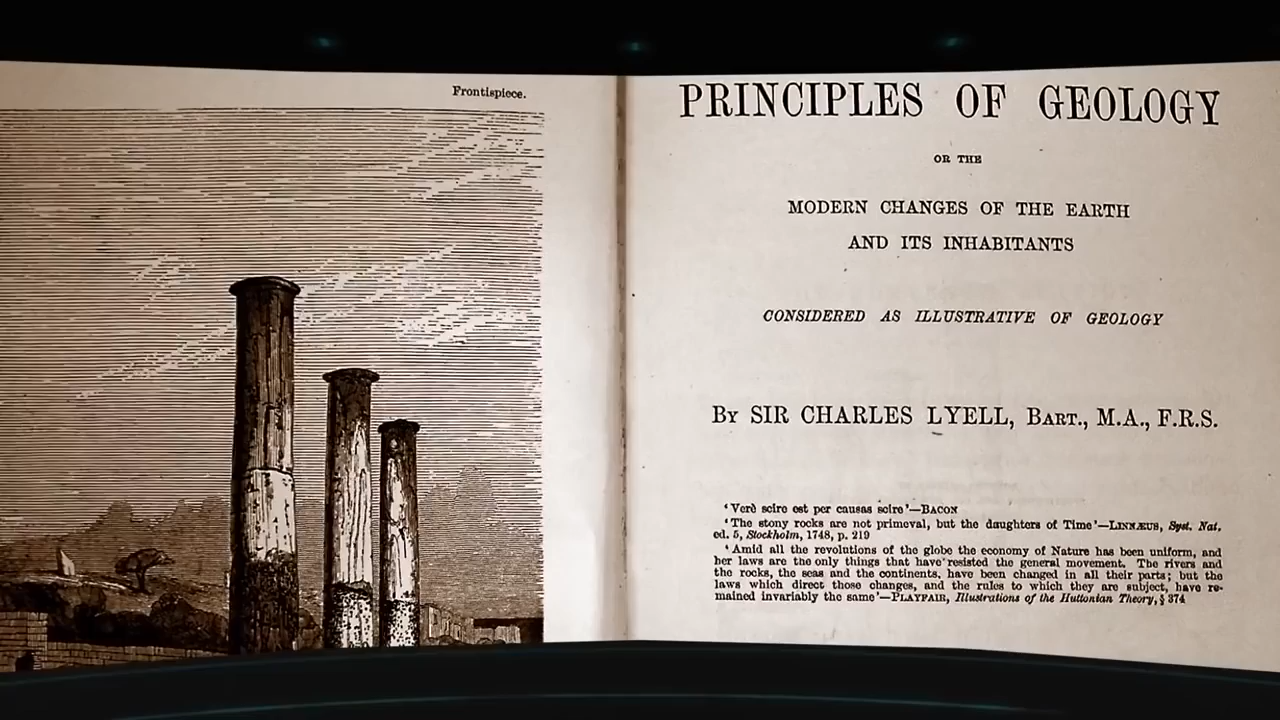 Frontispiece.
PRINCIPLES OF GEOLOGY
OR THE
MODERN CHANGES OF THE EARTH
AND ITS INHABITANTS
CONSIDERED AS ILLUSTRATIVE OF GEOLOGY
By SIR CHARLES LYELL, Bart., M.A., F.R.S.
‘Verè scire est per causas scire’—BACON
‘The stony rocks are not primeval, but the daughters of Time’—LINNÆUS, Syst. Nat.
ed. 5, Stockholm, 1748, p. 219
‘Amid all the revolutions of the globe the economy of Nature has been uniform, and
her laws are the only things that have resisted the general movement. The rivers and
the rocks, the seas and the continents, have been changed in all their parts; but the
laws which direct those changes, and the rules to which they are subject, have re-
mained invariably the same’—PLAYFAIR, Illustrations of the Huttonian Theory, § 374